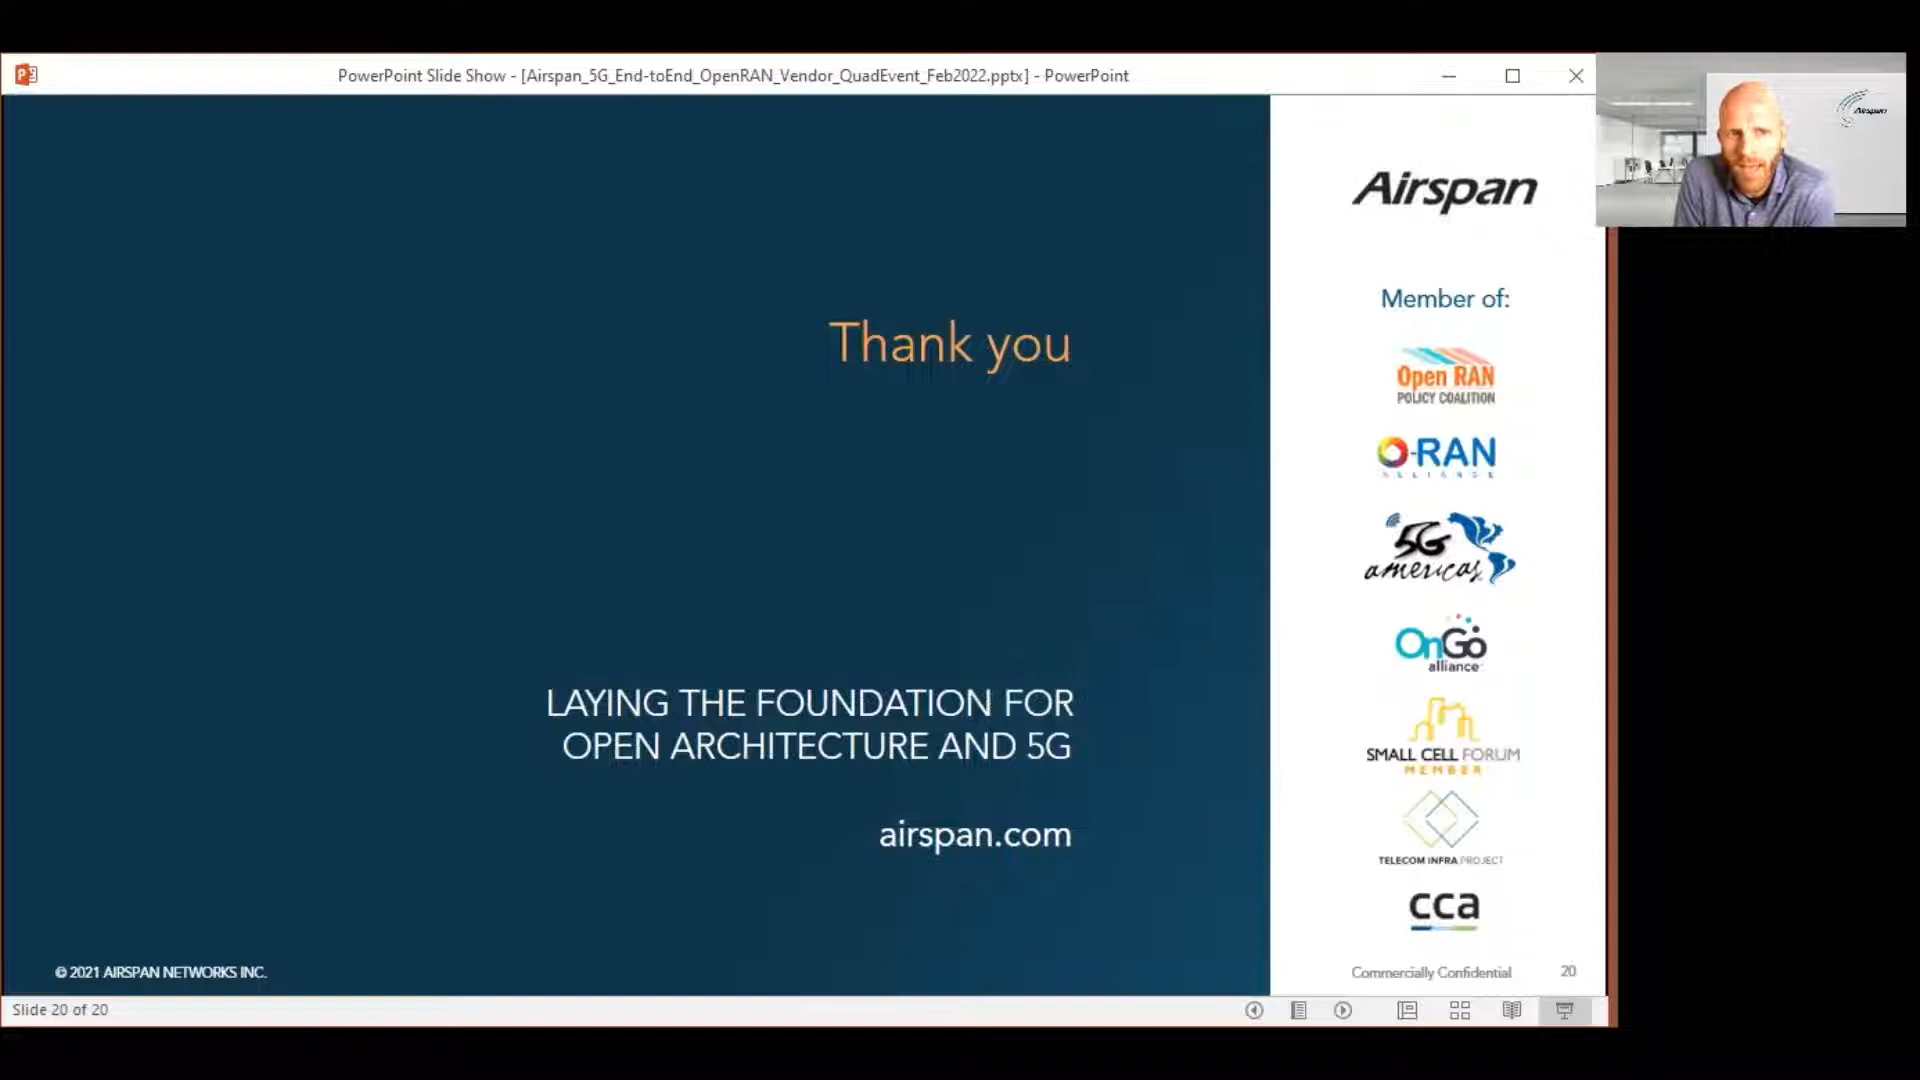 PowerPoint Slide Show - [Airspan_5G_End-toEnd_OpenRAN_Vendor_QuadEvent_Feb2022.pptx] - PowerPoint
Airspan
Airspan
Thank you
Member of:
Open RAN
POLICY COALITION
O-RAN
ALLIANCE
5G
americas
OnGo
alliance
SMALL CELL FORUM
MEMBER
TELECOM INFRA PROJECT
cca
LAYING THE FOUNDATION FOR
OPEN ARCHITECTURE AND 5G
airspan.com
© 2021 AIRSPAN NETWORKS INC.
Commercially Confidential
20
Slide 20 of 20